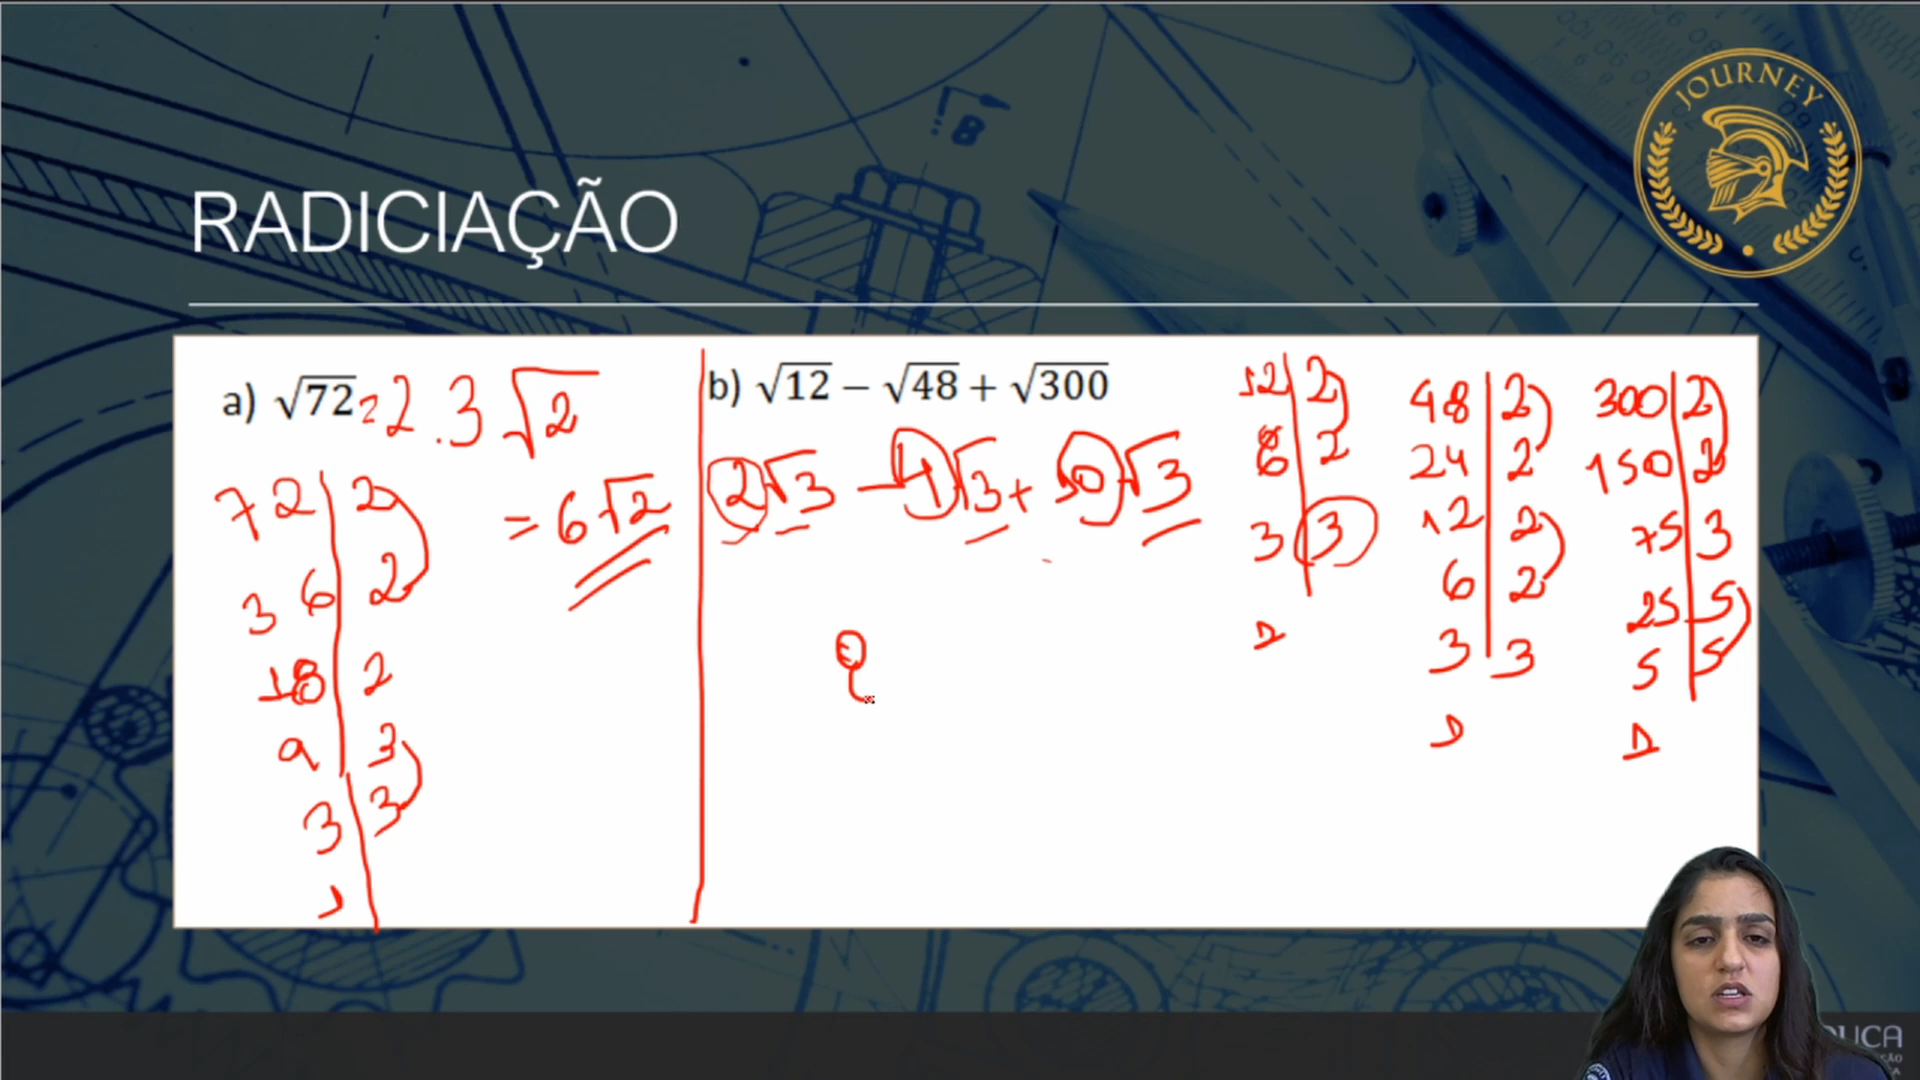 JOURNEY
RADICIAÇÃO
a) √72 = 2.3√2
72 | 2
36 | 2
18 | 2
9 | 3
3 | 3
1
= 6√2
b) √12 − √48 + √300
2√3 − 4√3 + 10√3
12 | 2
6 | 2
3 | 3
1
48 | 2
24 | 2
12 | 2
6 | 2
3 | 3
1
300 | 2
150 | 2
75 | 3
25 | 5
5 | 5
1